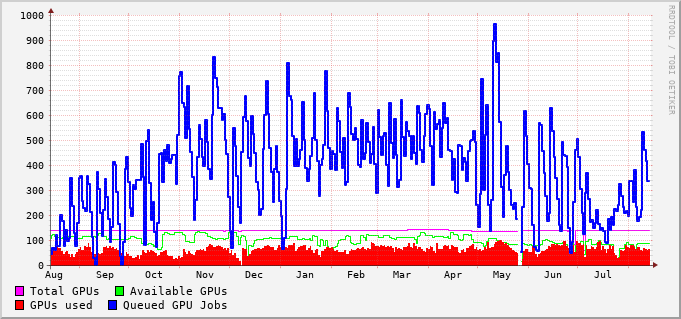 1000
900
800
700
600
500
400
300
200
100
0
Aug Sep Oct Nov Dec Jan Feb Mar Apr May Jun Jul
Total GPUs Available GPUs
GPUs used Queued GPU Jobs
RRDTOOL / TOBI OETIKER